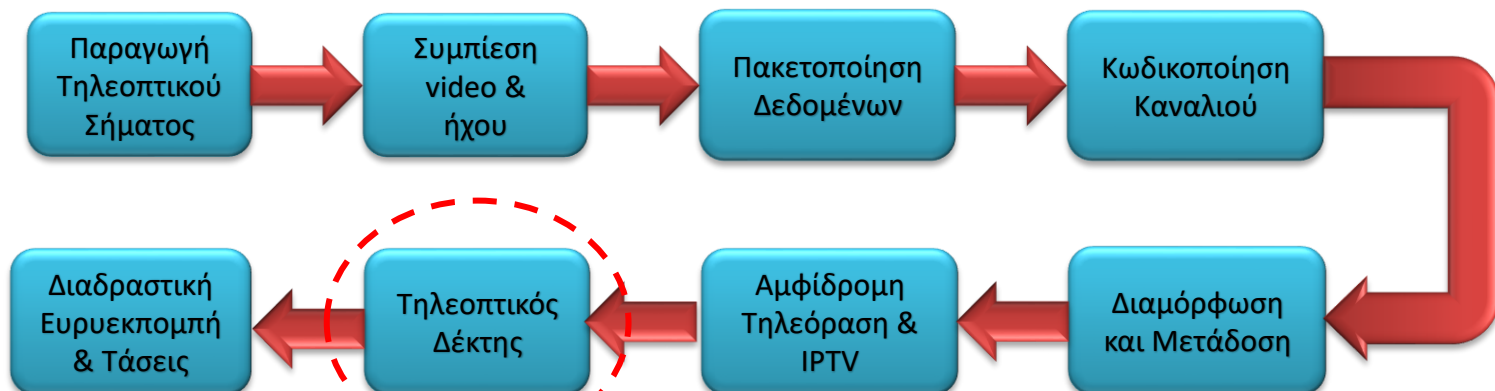 Παραγωγή
Τηλεοπτικού
Σήματος
Συμπίεση
video &
ήχου
Πακετοποίηση
Δεδομένων
Κωδικοποίηση
Καναλιού
Διαμόρφωση
και Μετάδοση
Αμφίδρομη
Τηλεόραση &
IPTV
Τηλεοπτικός
Δέκτης
Διαδραστική
Ευρυεκπομπή
& Τάσεις